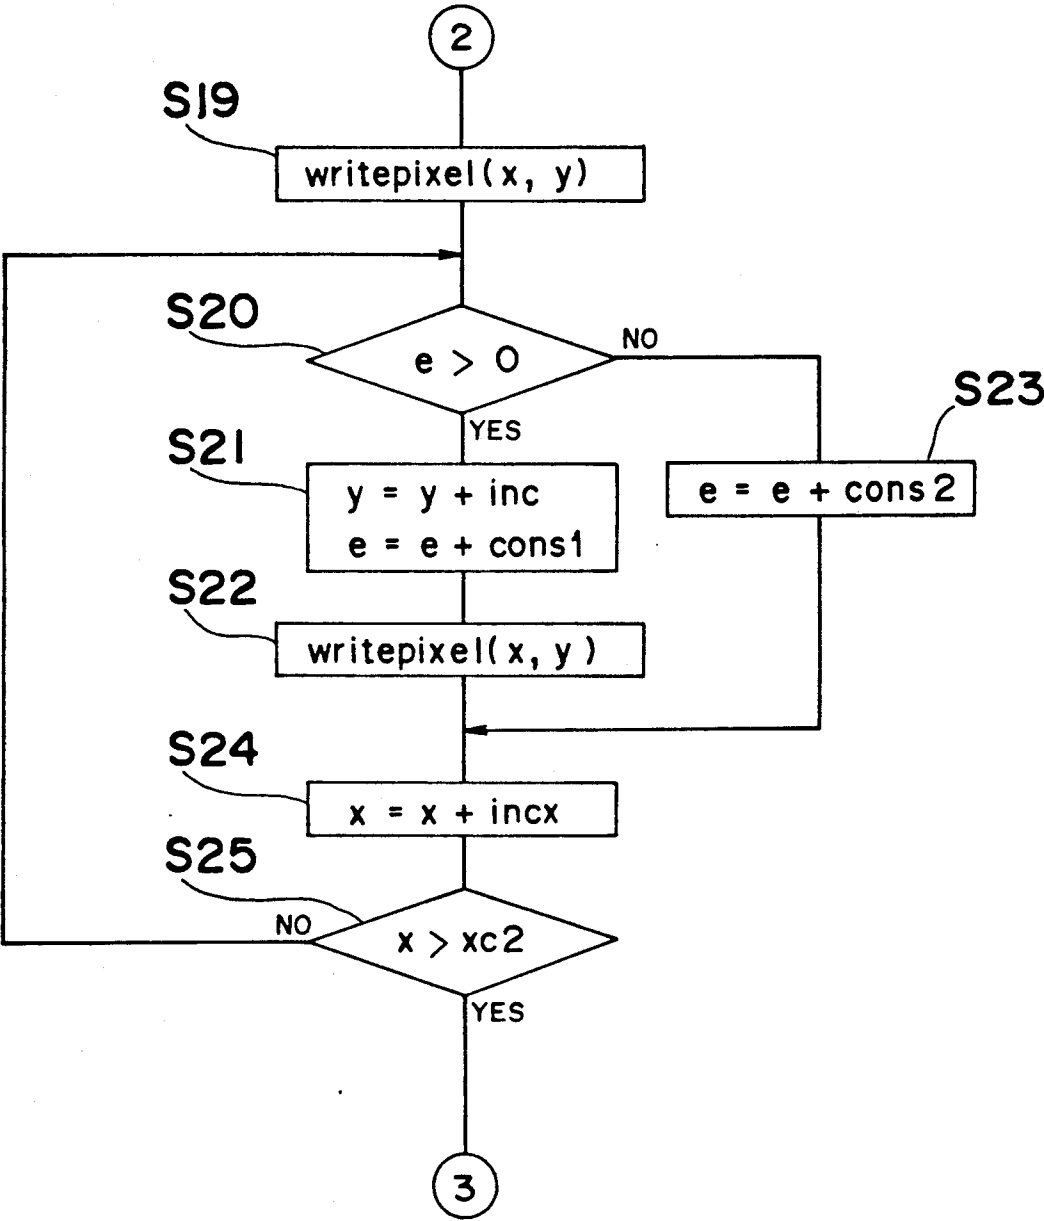 2
S19
writepixel(x, y)
S20
e > 0
NO
YES
S23
S21
y = y + inc
e = e + cons1
e = e + cons2
S22
writepixel(x, y)
S24
x = x + incx
S25
NO
x > xc2
YES
3